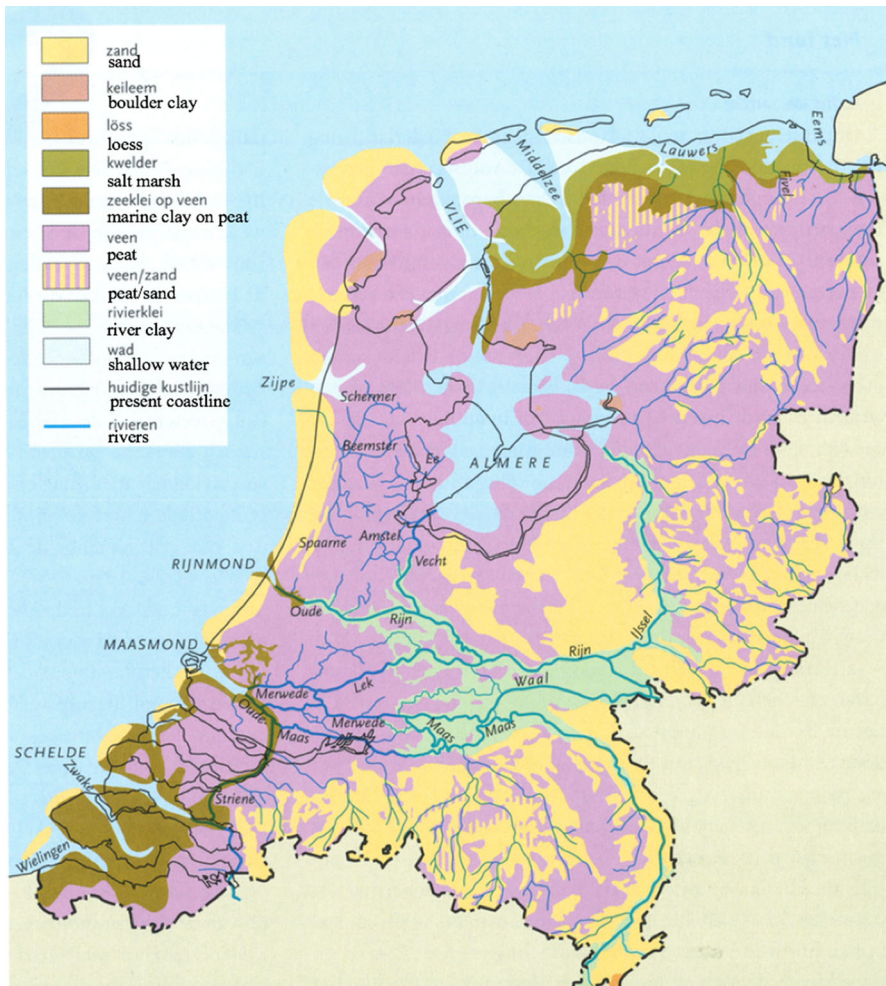 zand
sand
keileem
boulder clay
löss
loess
kwelder
salt marsh
zeeklei op veen
marine clay on peat
veen
peat
veen/zand
peat/sand
rivierklei
river clay
wad
shallow water
huidige kustlijn
present coastline
rivieren
rivers
Eems
Lauwers
Middelzee
Fivel
VLIE
Zijpe
Schermer
Beemster
Ee
ALMERE
Spaarne
Amstel
Vecht
RIJNMOND
Oude
Rijn
IJssel
MAASMOND
Rijn
Waal
Lek
Merwede
Oude
Merwede
Maas
Maas
Maas
SCHELDE
Zwake
Striene
Wielingen